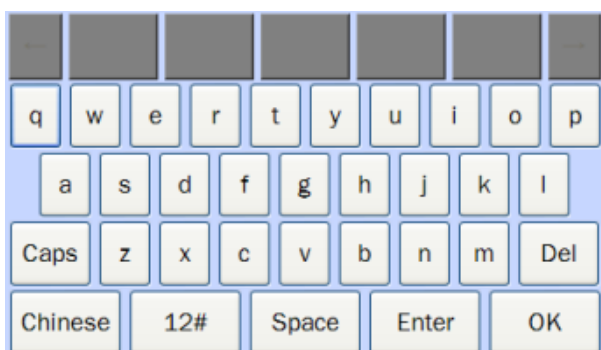 ← →
q w e r t y u i o p
a s d f g h j k l
Caps z x c v b n m Del
Chinese 12# Space Enter OK